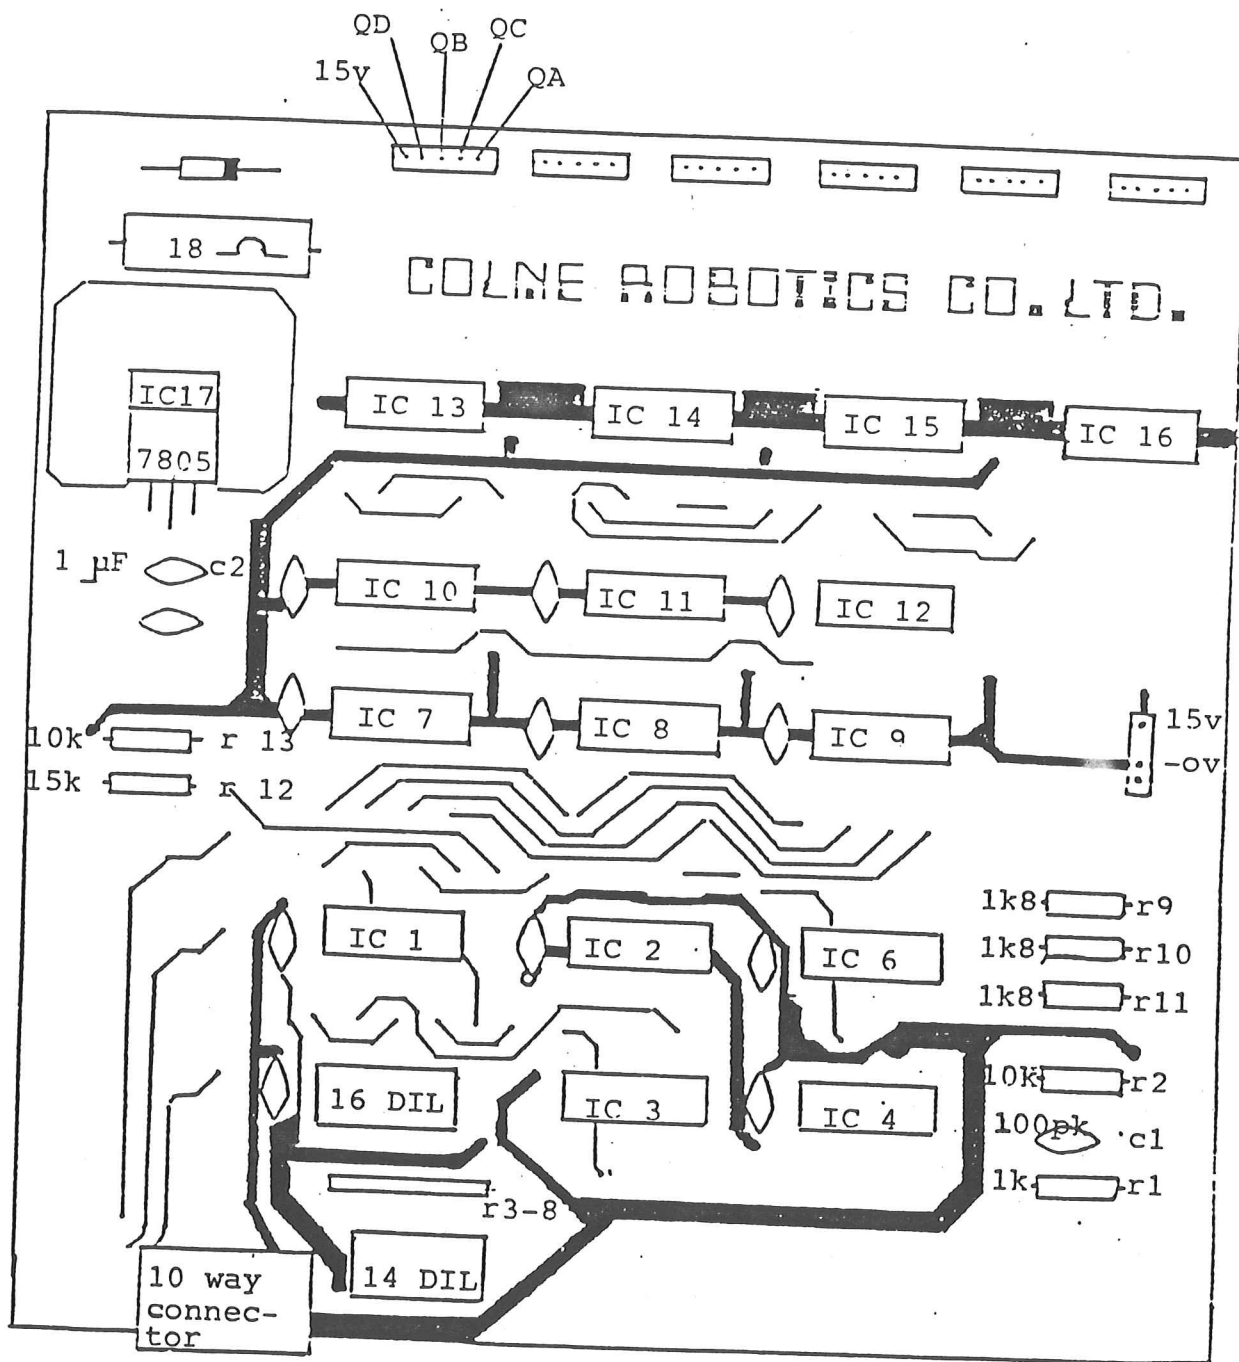 QD
QB
QC
15v
QA
18
COLNE ROBOTICS CO. LTD.
IC17
7805
IC 13
IC 14
IC 15
IC 16
1 µF
c2
IC 10
IC 11
IC 12
IC 7
IC 8
IC 9
15v
-ov
10k
r 13
15k
r 12
1k8
r9
IC 1
IC 2
IC 6
1k8
r10
1k8
r11
16 DIL
IC 3
IC 4
10k
r2
100pk
c1
1k
r1
r3-8
14 DIL
10 way
connec-
tor